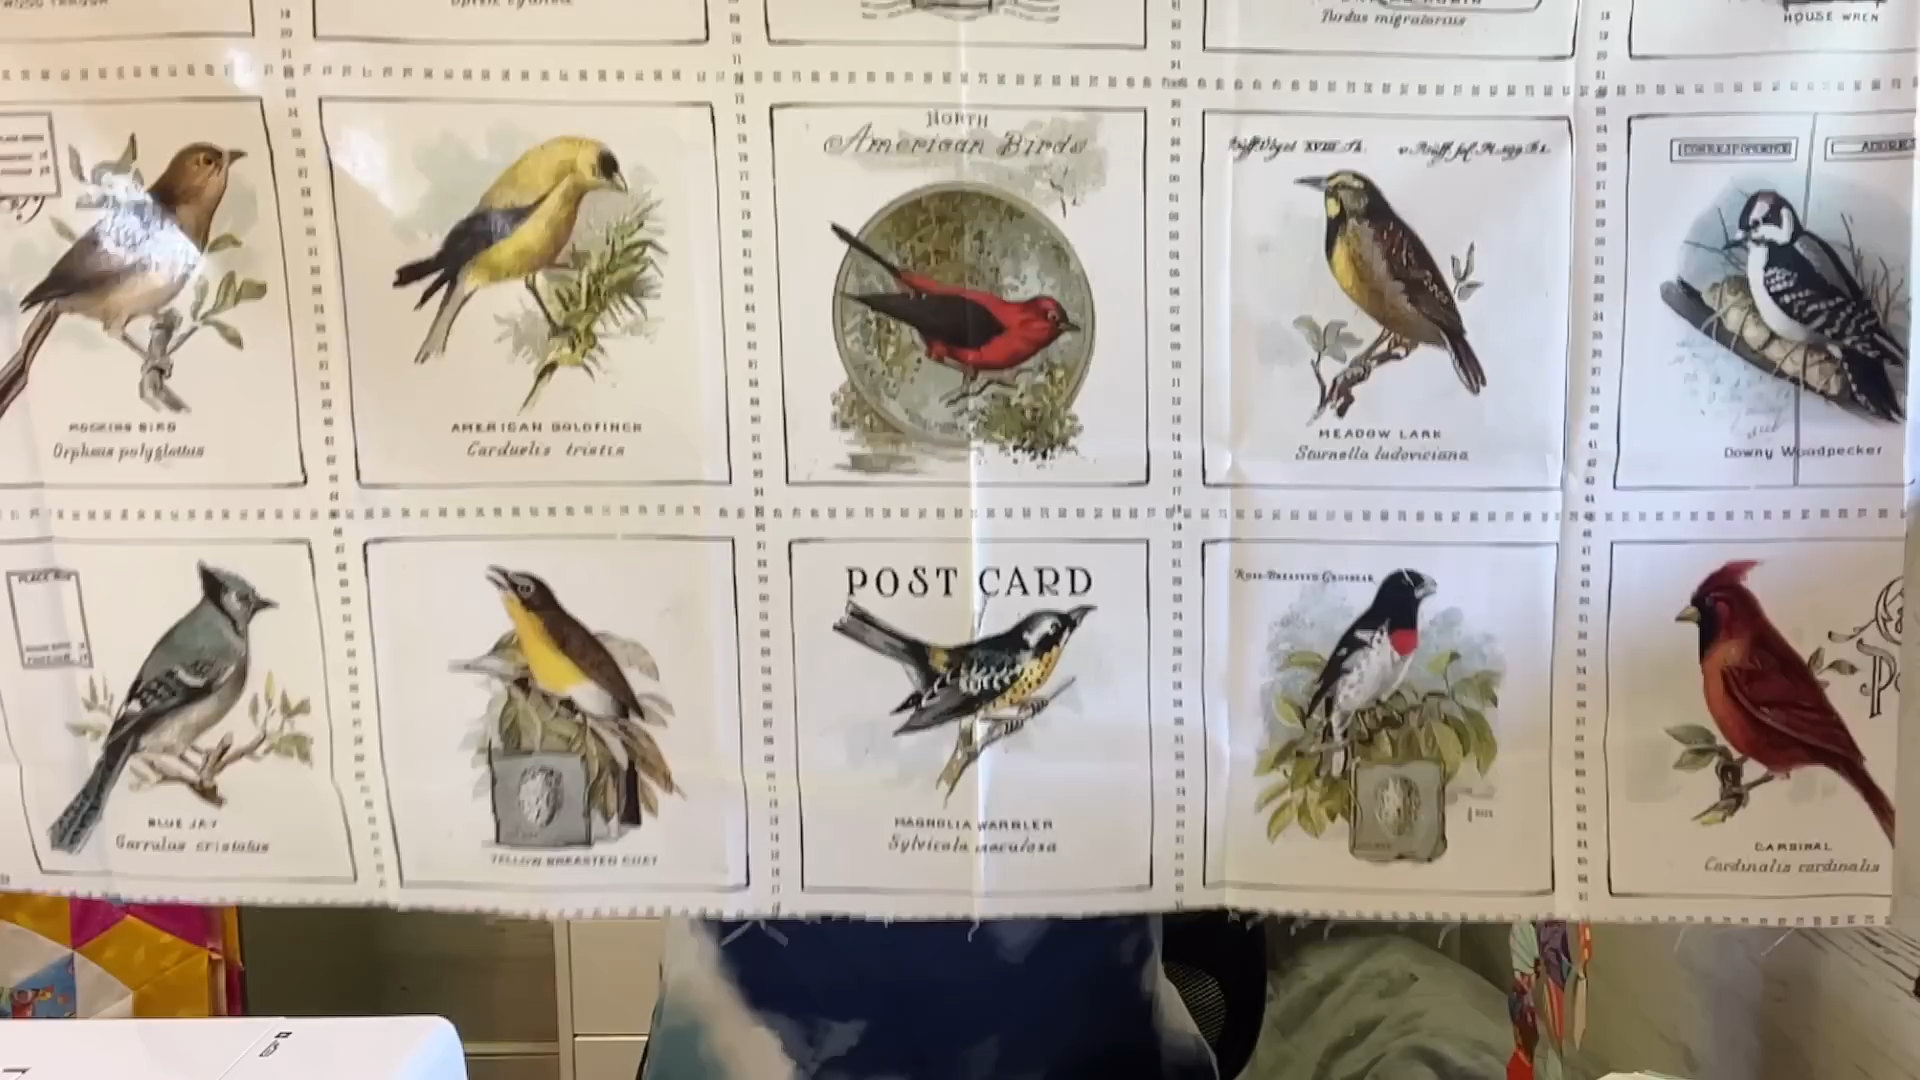 Turdus migratorius
HOUSE WREN
NORTH
American Birds
CORRESPONDENCE
MOCKING BIRD
Orpheus polyglottus
AMERICAN GOLDFINCH
Carduelis tristis
MEADOW LARK
Sturnella ludoviciana
Downy Woodpecker
POST CARD
ROSE-BREASTED GROSBEAK
BLUE JAY
Garrulus cristatus
YELLOW BREASTED CHAT
MAGNOLIA WARBLER
Sylvicola maculosa
CARDINAL
Cardinalis cardinalis